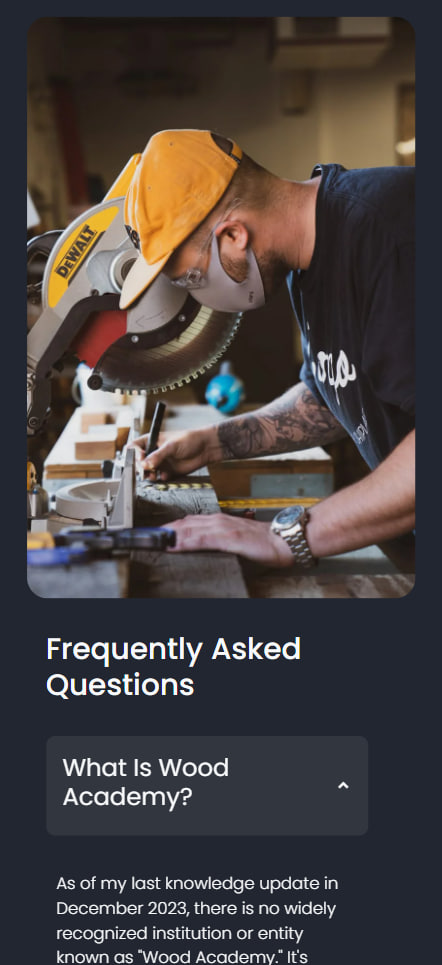 DEWALT
Frequently Asked
Questions
What Is Wood
Academy?
As of my last knowledge update in
December 2023, there is no widely
recognized institution or entity
known as "Wood Academy." It's